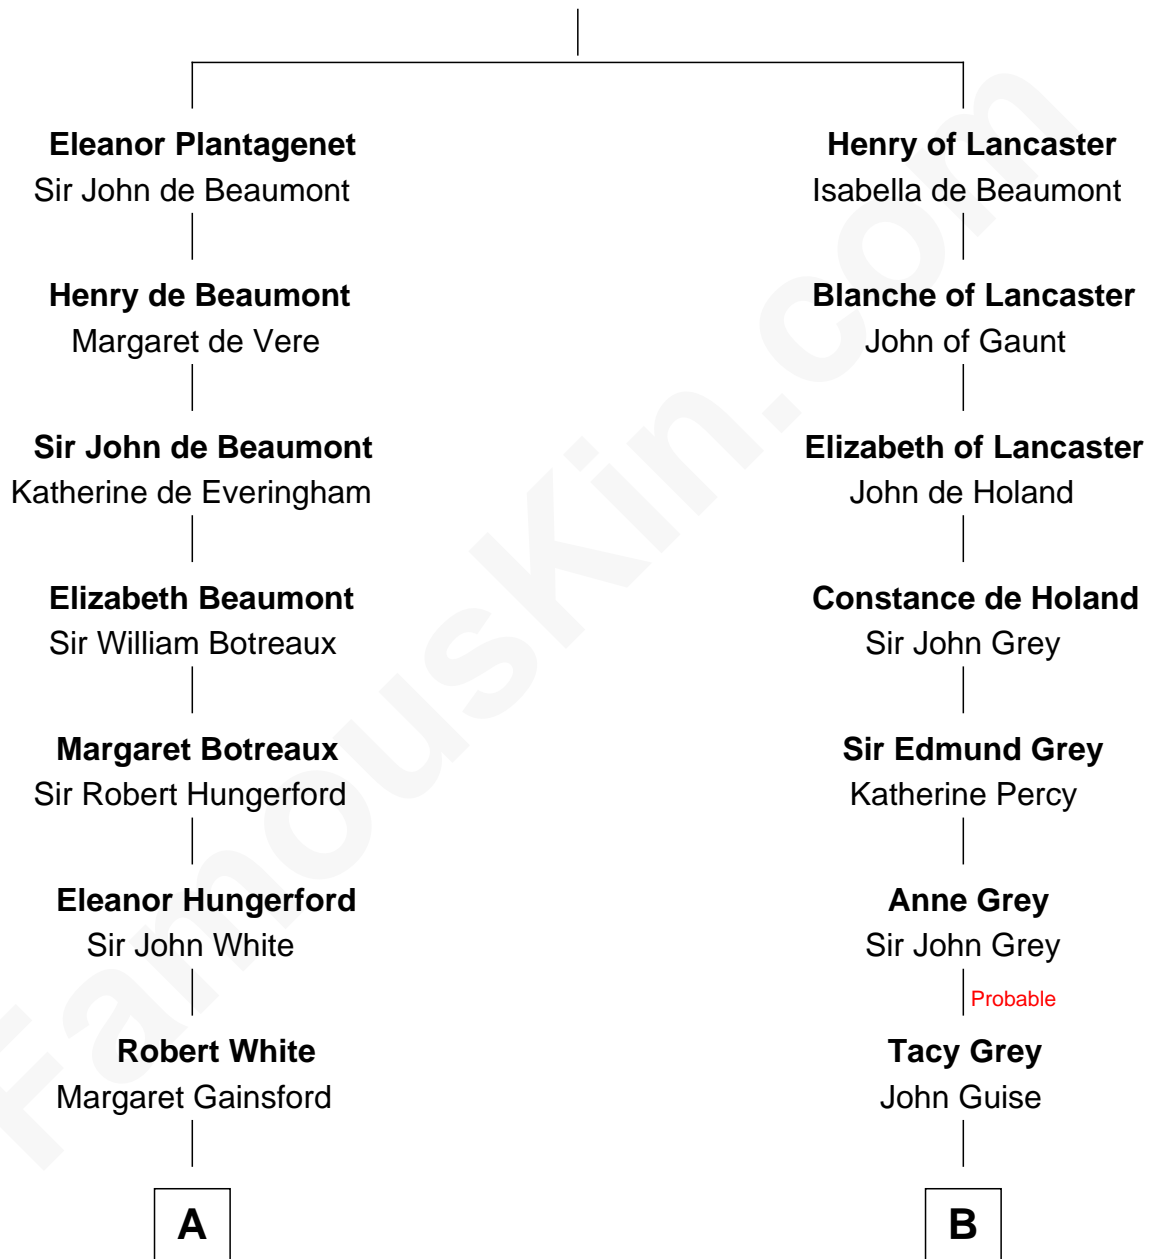 Eleanor Plantagenet
Sir John de Beaumont
Henry de Beaumont
Margaret de Vere
Sir John de Beaumont
Katherine de Everingham
Elizabeth Beaumont
Sir William Botreaux
Margaret Botreaux
Sir Robert Hungerford
Eleanor Hungerford
Sir John White
Robert White
Margaret Gainsford
A
Henry of Lancaster
Isabella de Beaumont
Blanche of Lancaster
John of Gaunt
Elizabeth of Lancaster
John de Holand
Constance de Holand
Sir John Grey
Sir Edmund Grey
Katherine Percy
Anne Grey
Sir John Grey
Probable
Tacy Grey
John Guise
B
FamousKin.com